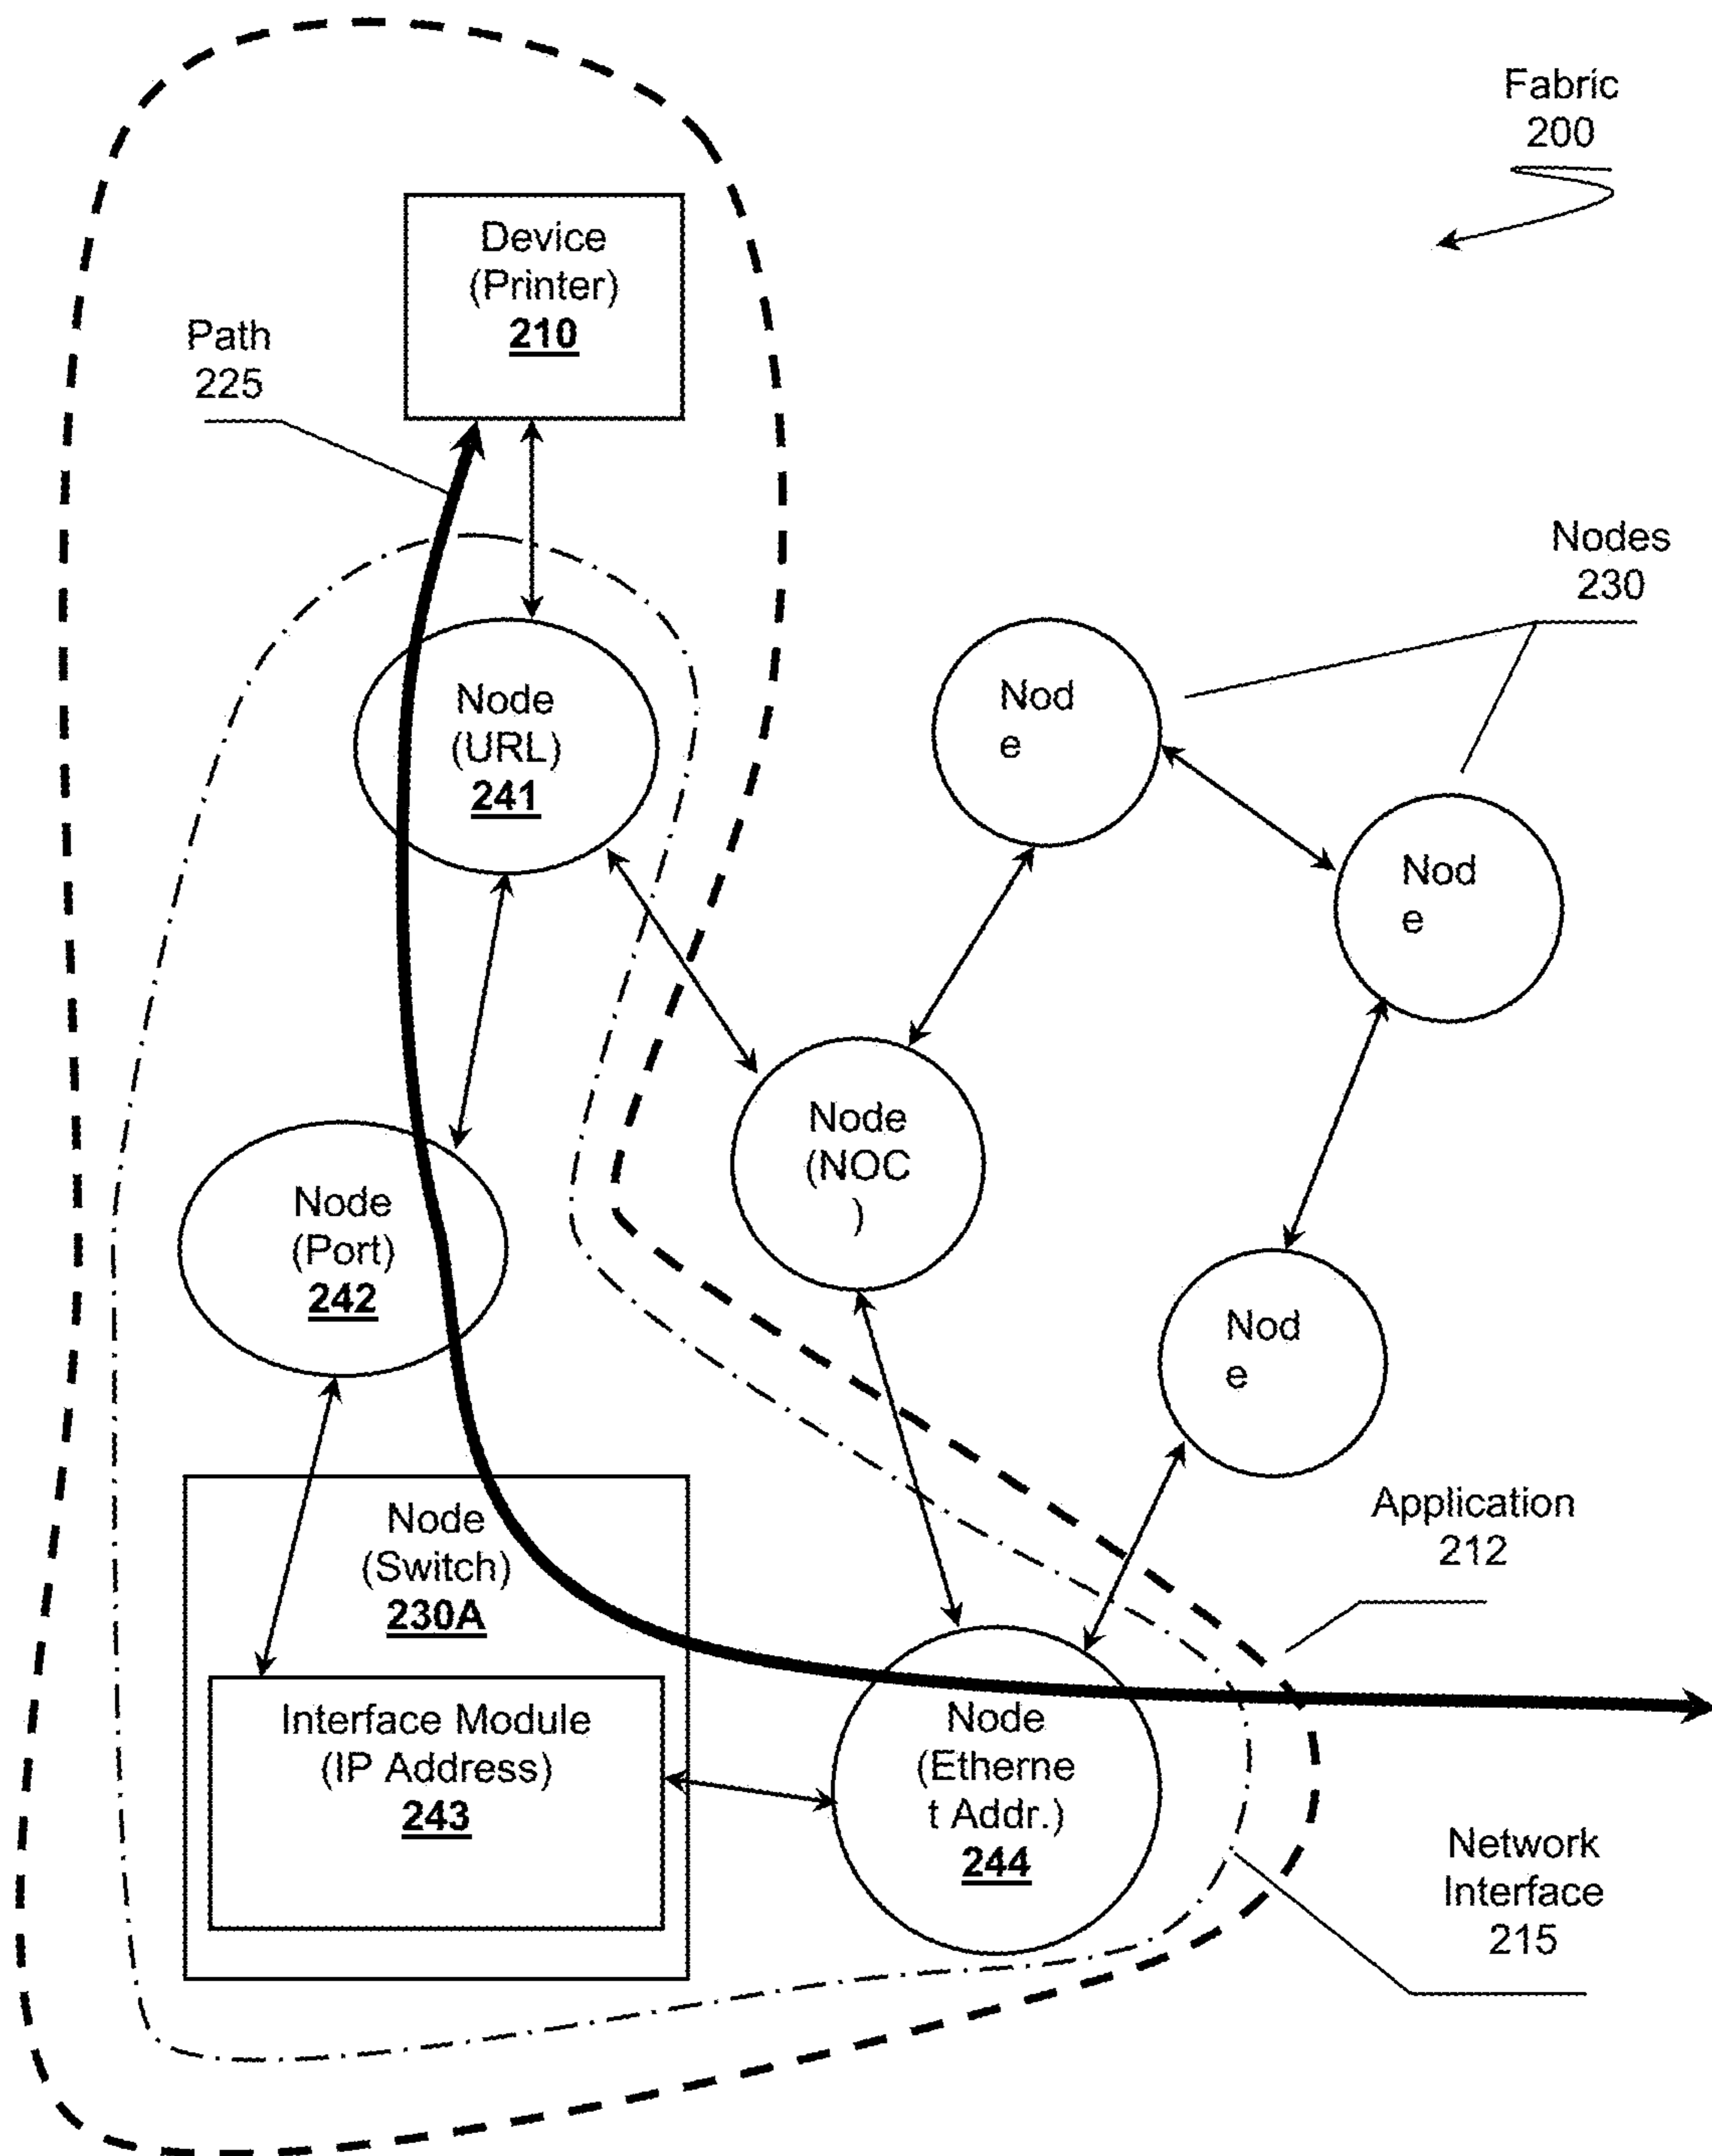 Fabric
200
Device
(Printer)
210
Path
225
Nodes
230
Node
(URL)
241
Nod
e
Nod
e
Node
(NOC
)
Node
(Port)
242
Nod
e
Application
212
Node
(Switch)
230A
Interface Module
(IP Address)
243
Node
(Etherne
t Addr.)
244
Network
Interface
215